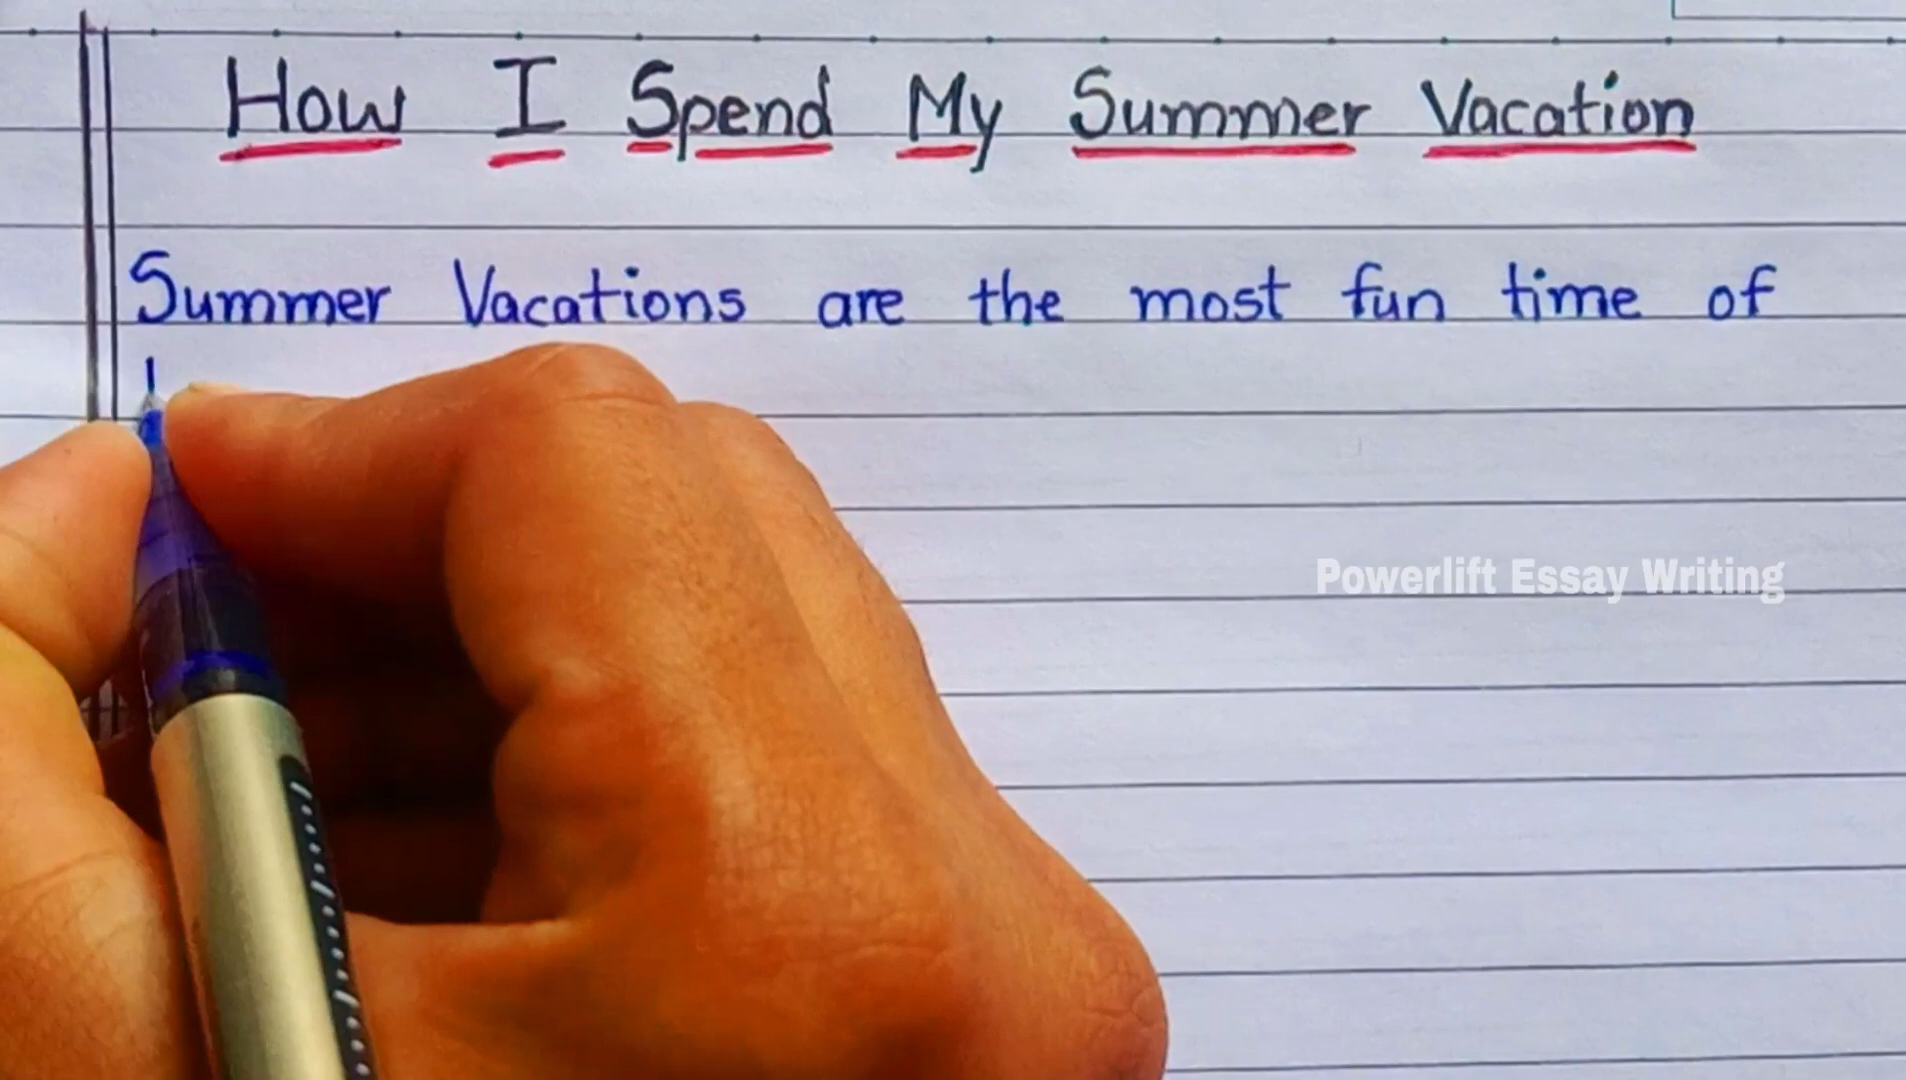 How I Spend My Summer Vacation
Summer Vacations are the most fun time of
Powerlift Essay Writing